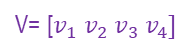 V= [𝑣₁ 𝑣₂ 𝑣₃ 𝑣₄]